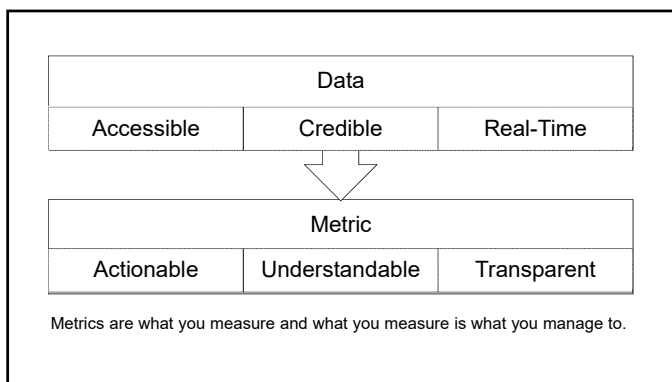 Data
Accessible Credible Real-Time
Metric
Actionable Understandable Transparent
Metrics are what you measure and what you measure is what you manage to.